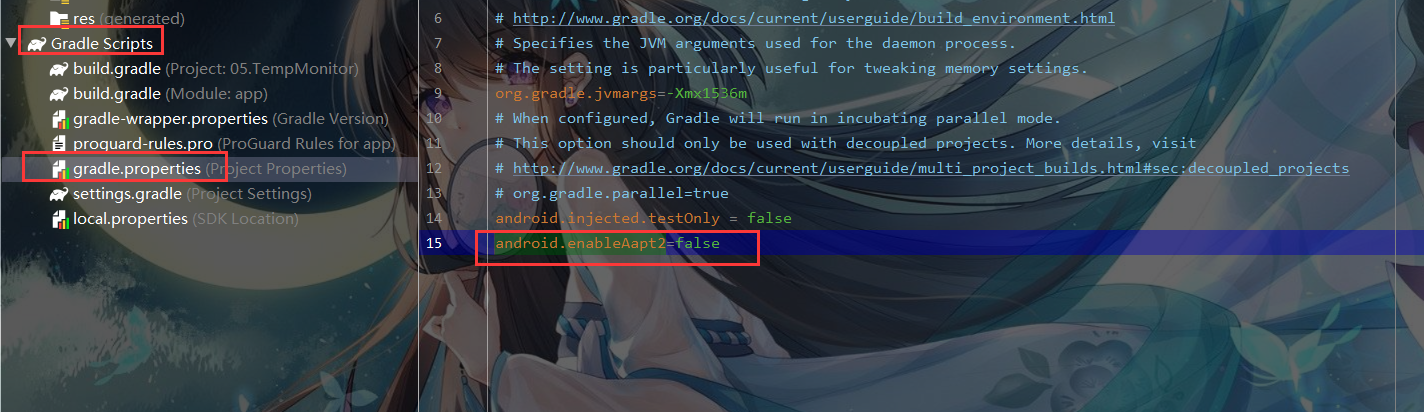 res (generated)
Gradle Scripts
build.gradle (Project: 05.TempMonitor)
build.gradle (Module: app)
gradle-wrapper.properties (Gradle Version)
proguard-rules.pro (ProGuard Rules for app)
gradle.properties (Project Properties)
settings.gradle (Project Settings)
local.properties (SDK Location)
6 # http://www.gradle.org/docs/current/userguide/build_environment.html
7 # Specifies the JVM arguments used for the daemon process.
8 # The setting is particularly useful for tweaking memory settings.
9 org.gradle.jvmargs=-Xmx1536m
10 # When configured, Gradle will run in incubating parallel mode.
11 # This option should only be used with decoupled projects. More details, visit
12 # http://www.gradle.org/docs/current/userguide/multi_project_builds.html#sec:decoupled_projects
13 # org.gradle.parallel=true
14 android.injected.testOnly = false
15 android.enableAapt2=false